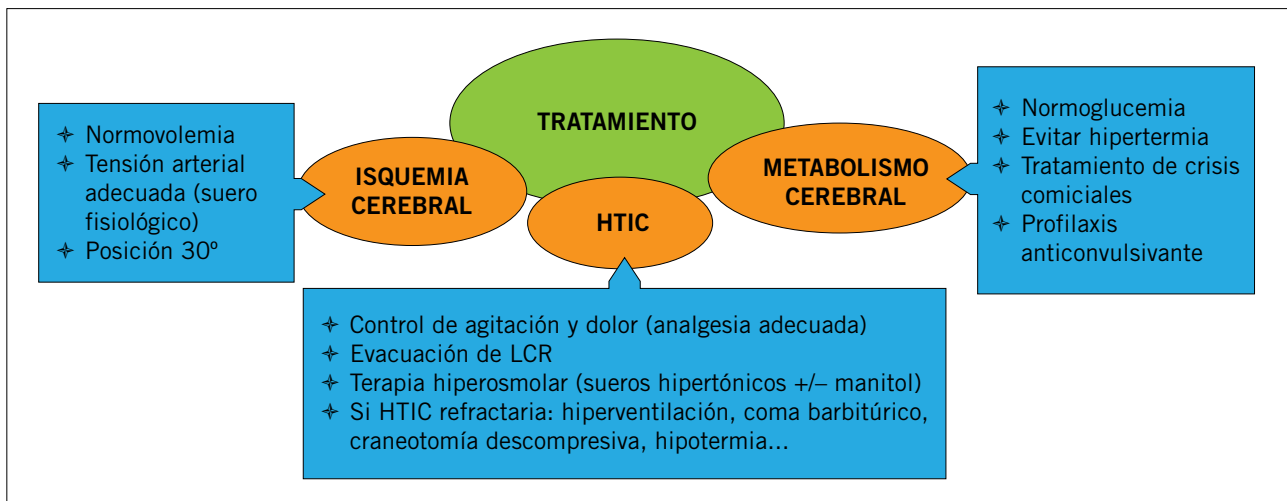 TRATAMIENTO
ISQUEMIA
CEREBRAL
HTIC
METABOLISMO
CEREBRAL
✧ Normovolemia
✧ Tensión arterial
adecuada (suero
fisiológico)
✧ Posición 30º
✧ Control de agitación y dolor (analgesia adecuada)
✧ Evacuación de LCR
✧ Terapia hiperosmolar (sueros hipertónicos +/– manitol)
✧ Si HTIC refractaria: hiperventilación, coma barbitúrico,
craneotomía descompresiva, hipotermia…
✧ Normoglucemia
✧ Evitar hipertermia
✧ Tratamiento de crisis
comiciales
✧ Profilaxis
anticonvulsivante